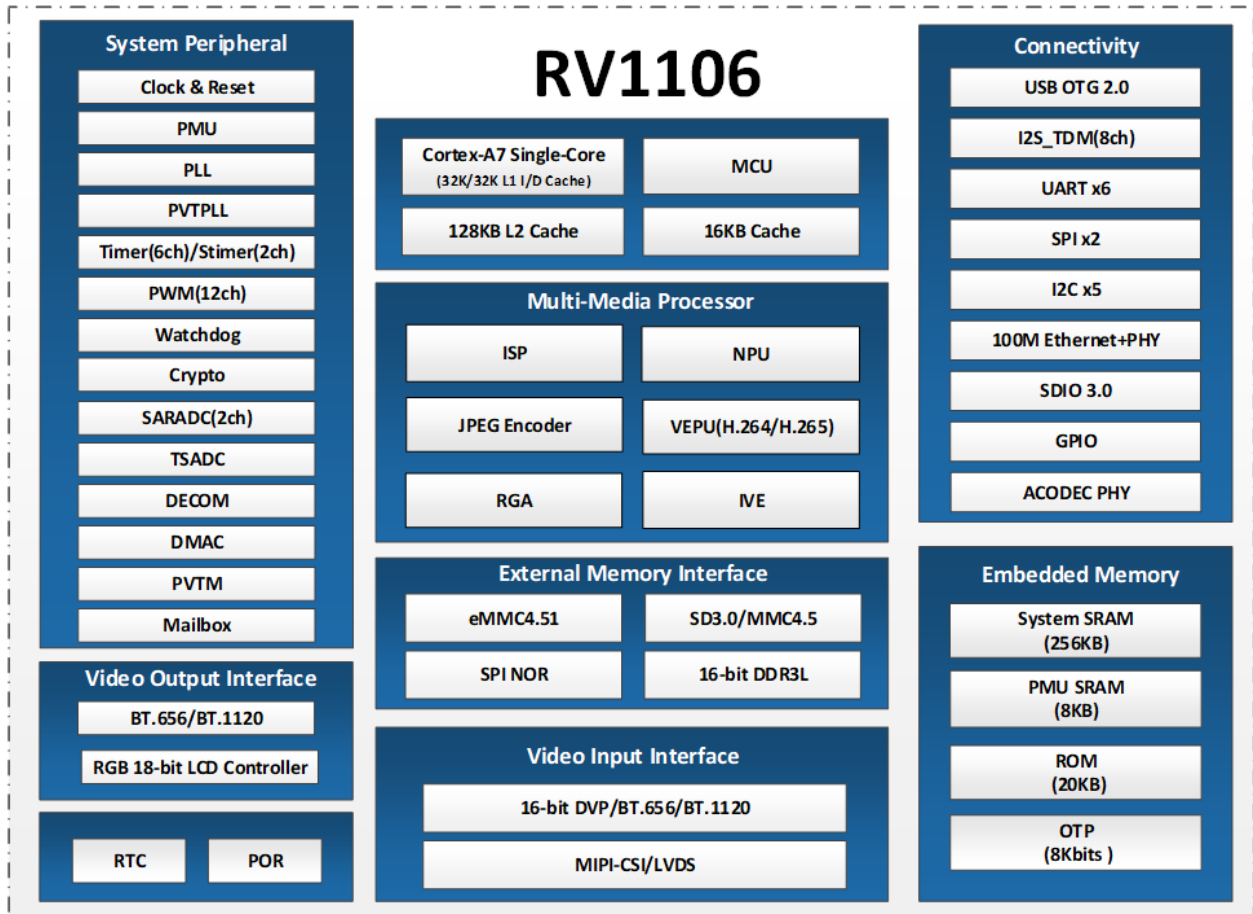 System Peripheral
Clock & Reset
PMU
PLL
PVTPLL
Timer(6ch)/Stimer(2ch)
PWM(12ch)
Watchdog
Crypto
SARADC(2ch)
TSADC
DECOM
DMAC
PVTM
Mailbox
Video Output Interface
BT.656/BT.1120
RGB 18-bit LCD Controller
RTC
POR
RV1106
Cortex-A7 Single-Core
(32K/32K L1 I/D Cache)
MCU
128KB L2 Cache
16KB Cache
Multi-Media Processor
ISP
NPU
JPEG Encoder
VEPU(H.264/H.265)
RGA
IVE
External Memory Interface
eMMC4.51
SD3.0/MMC4.5
SPI NOR
16-bit DDR3L
Video Input Interface
16-bit DVP/BT.656/BT.1120
MIPI-CSI/LVDS
Connectivity
USB OTG 2.0
I2S_TDM(8ch)
UART x6
SPI x2
I2C x5
100M Ethernet+PHY
SDIO 3.0
GPIO
ACODEC PHY
Embedded Memory
System SRAM
(256KB)
PMU SRAM
(8KB)
ROM
(20KB)
OTP
(8Kbits )